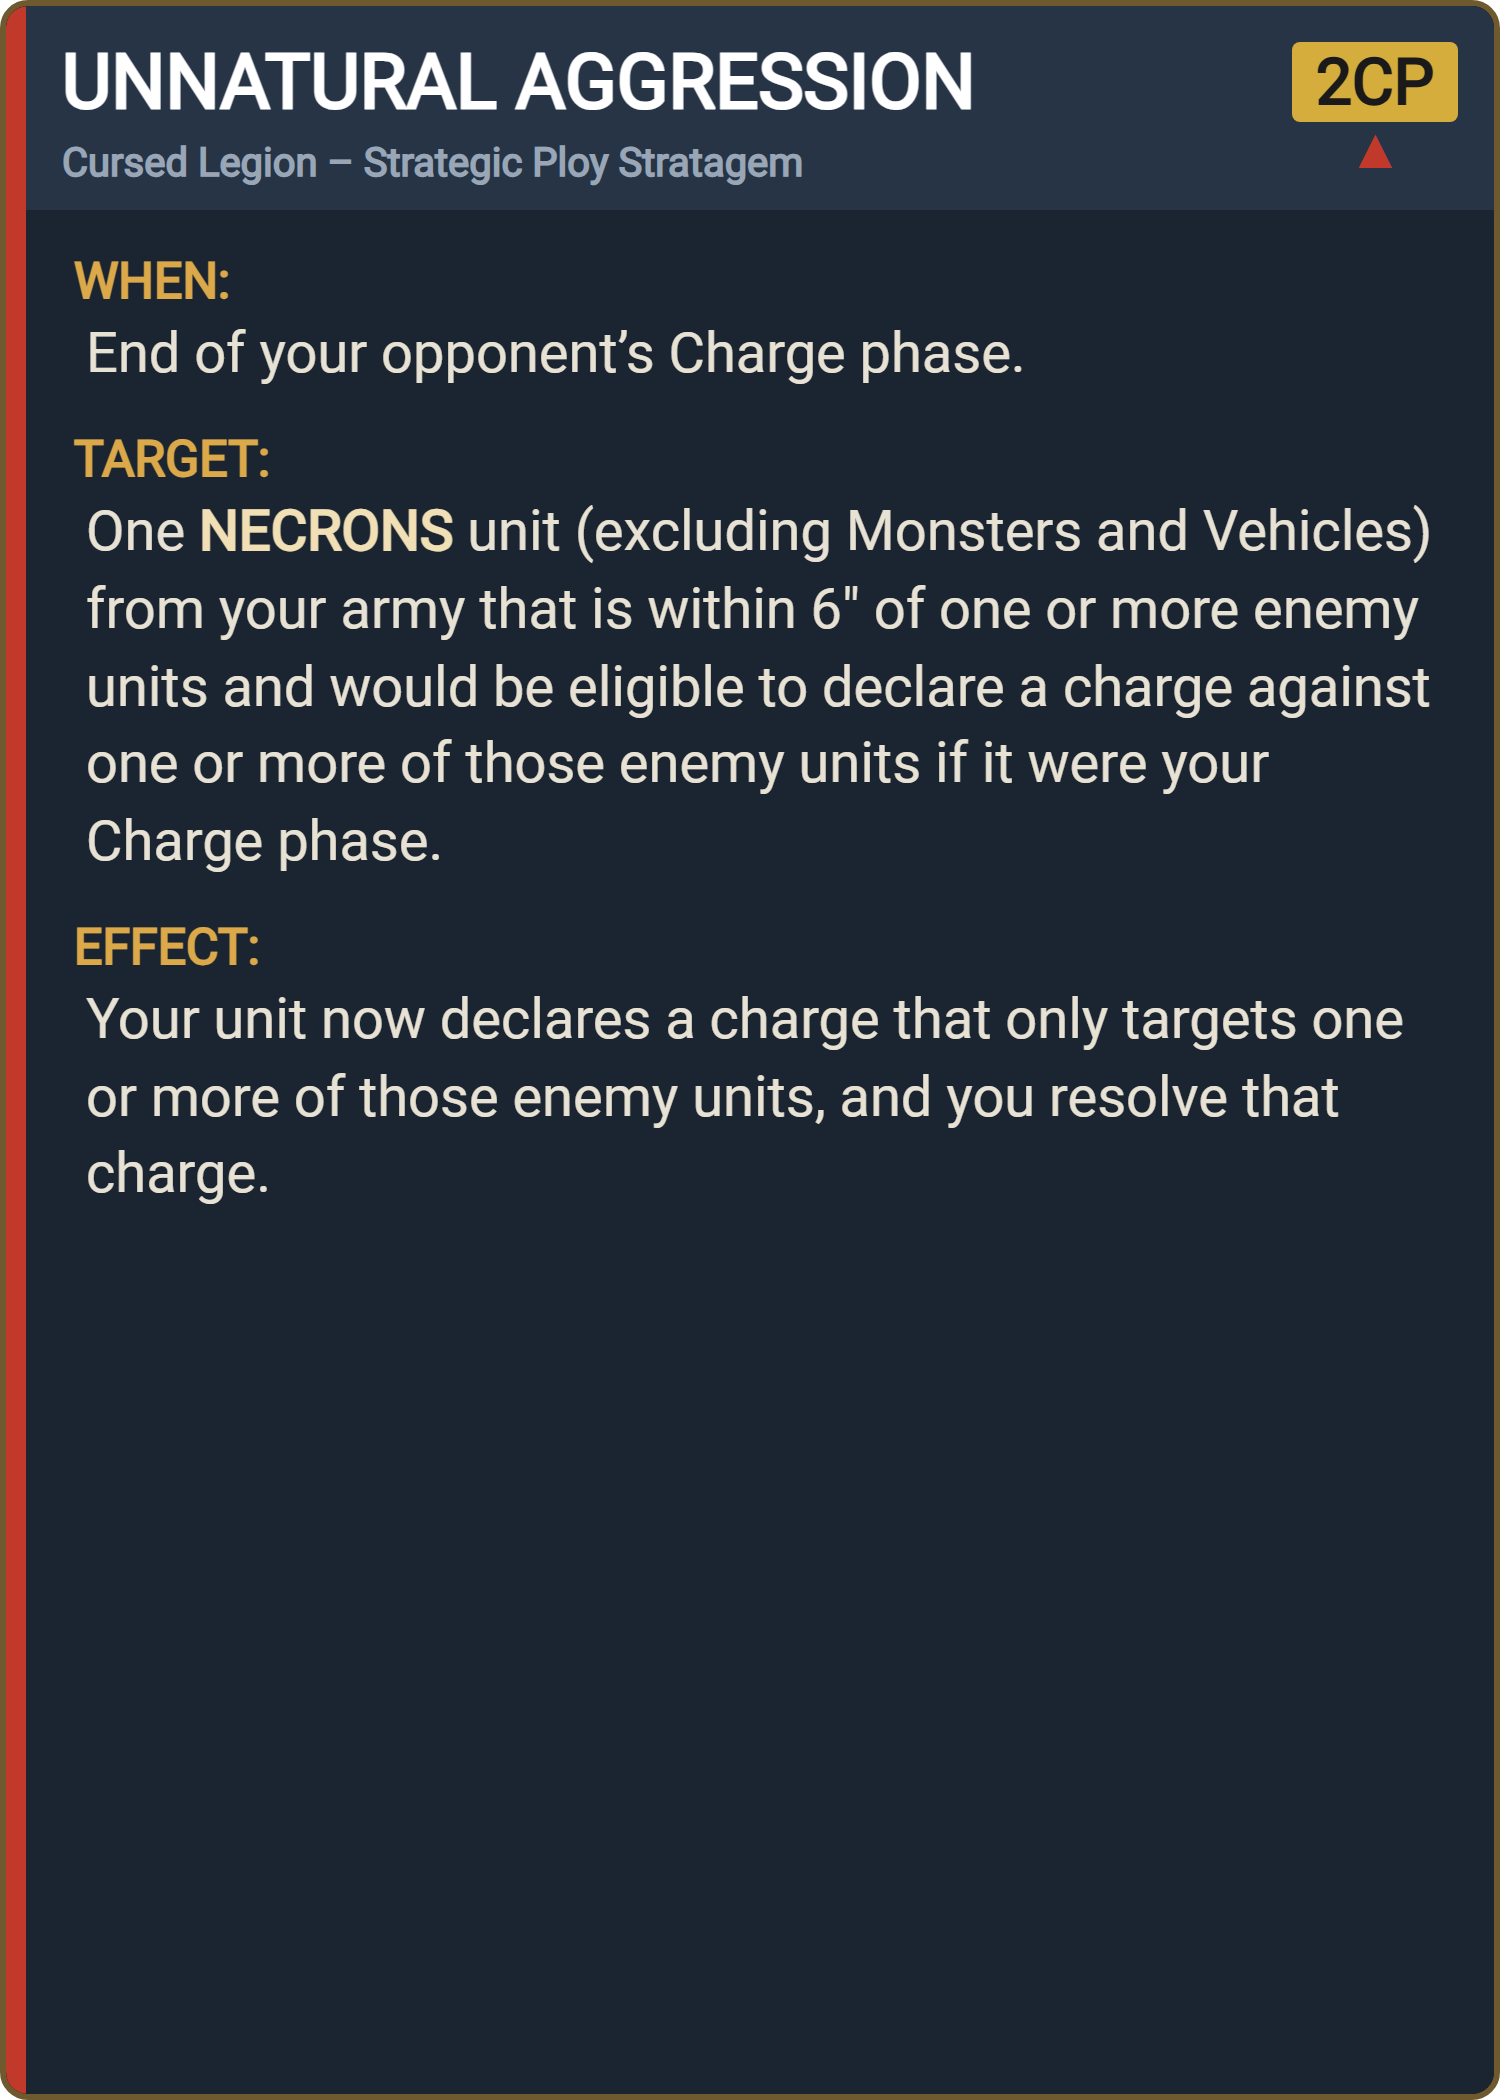 UNNATURAL AGGRESSION
2CP
Cursed Legion – Strategic Ploy Stratagem
WHEN:
End of your opponent’s Charge phase.
TARGET:
One NECRONS unit (excluding Monsters and Vehicles)
from your army that is within 6" of one or more enemy
units and would be eligible to declare a charge against
one or more of those enemy units if it were your
Charge phase.
EFFECT:
Your unit now declares a charge that only targets one
or more of those enemy units, and you resolve that
charge.